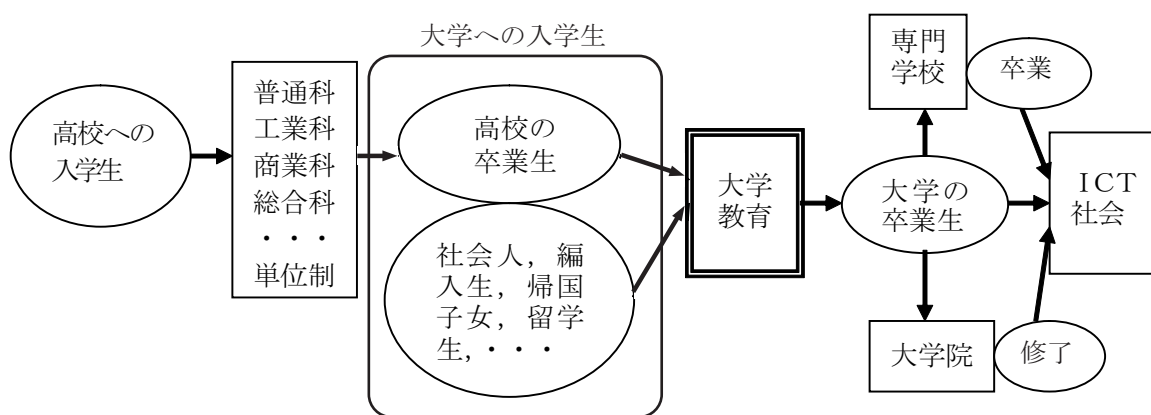 大学への入学生
高校への
入学生
普通科
工業科
商業科
総合科
・・・
単位制
高校の
卒業生
社会人，編
入生，帰国
子女，留学
生，・・・
大学
教育
専門
学校
卒業
大学の
卒業生
ICT
社会
大学院
修了